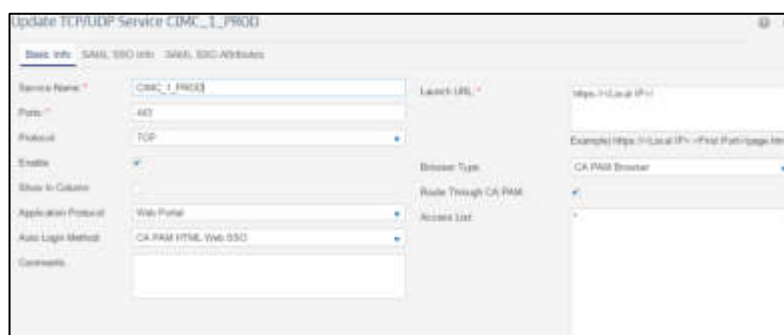 Update TCP/UDP Service CIMC_1_PROD
Basic Info SAML SSO Info SAML SSO Attributes
Service Name * CIMC_1_PROD
Ports * 443
Protocol TCP
Enable
Show In Column
Application Protocol Web Portal
Auto Login Method CA PAM HTML Web SSO
Comments
Launch URL * https://<Local IP>/
Example) https://<Local IP>:<First Port>/page.htm
Browser Type CA PAM Browser
Route Through CA PAM
Access List *